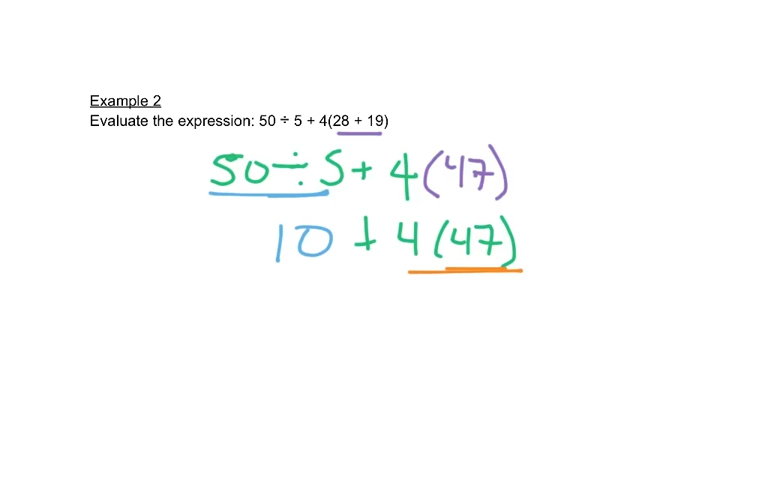 Example 2
Evaluate the expression: 50 ÷ 5 + 4(28 + 19)
50 ÷ 5 + 4(47)
10 + 4(47)